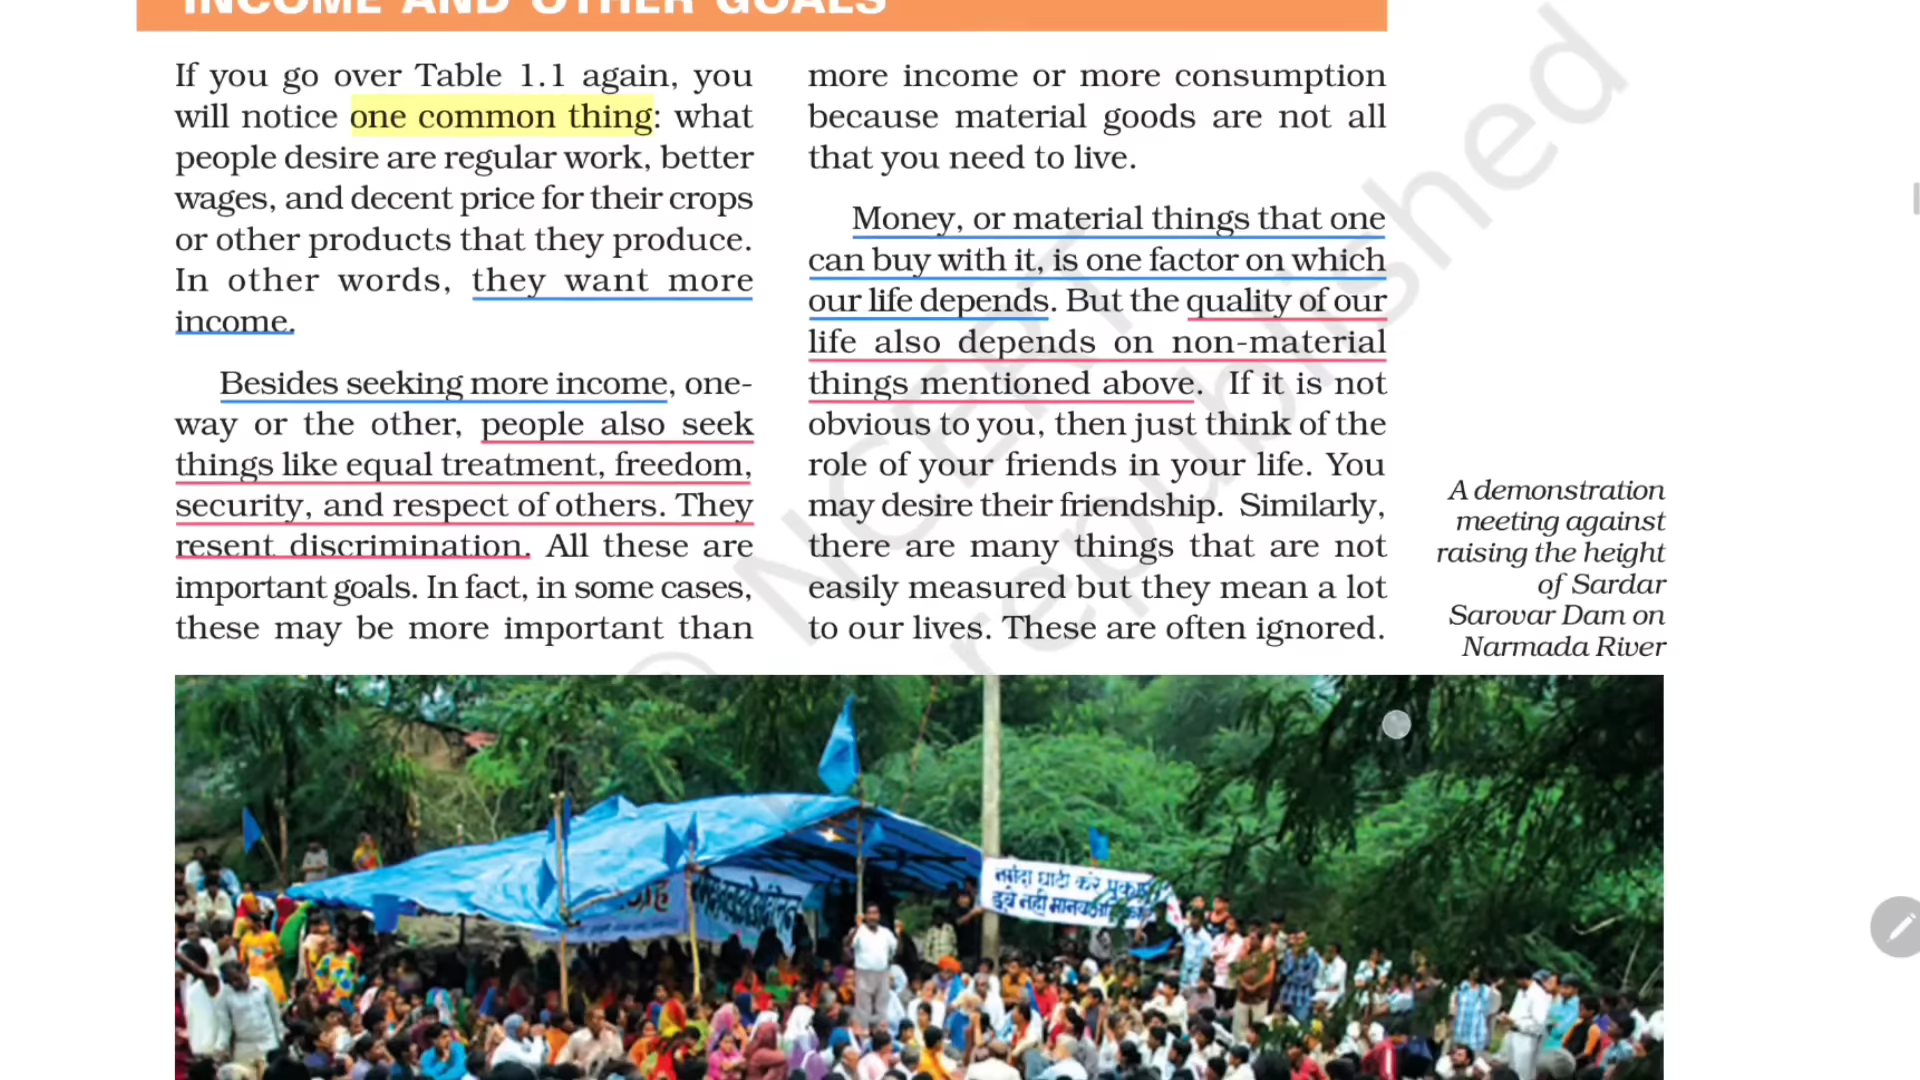 INCOME AND OTHER GOALS
If you go over Table 1.1 again, you
will notice one common thing: what
people desire are regular work, better
wages, and decent price for their crops
or other products that they produce.
In other words, they want more
income.
Besides seeking more income, one-
way or the other, people also seek
things like equal treatment, freedom,
security, and respect of others. They
resent discrimination. All these are
important goals. In fact, in some cases,
these may be more important than
more income or more consumption
because material goods are not all
that you need to live.
Money, or material things that one
can buy with it, is one factor on which
our life depends. But the quality of our
life also depends on non-material
things mentioned above. If it is not
obvious to you, then just think of the
role of your friends in your life. You
may desire their friendship. Similarly,
there are many things that are not
easily measured but they mean a lot
to our lives. These are often ignored.
A demonstration
meeting against
raising the height
of Sardar
Sarovar Dam on
Narmada River
© NCERT
republished
नर्मदा घाटी करे
डूबे नही मानव